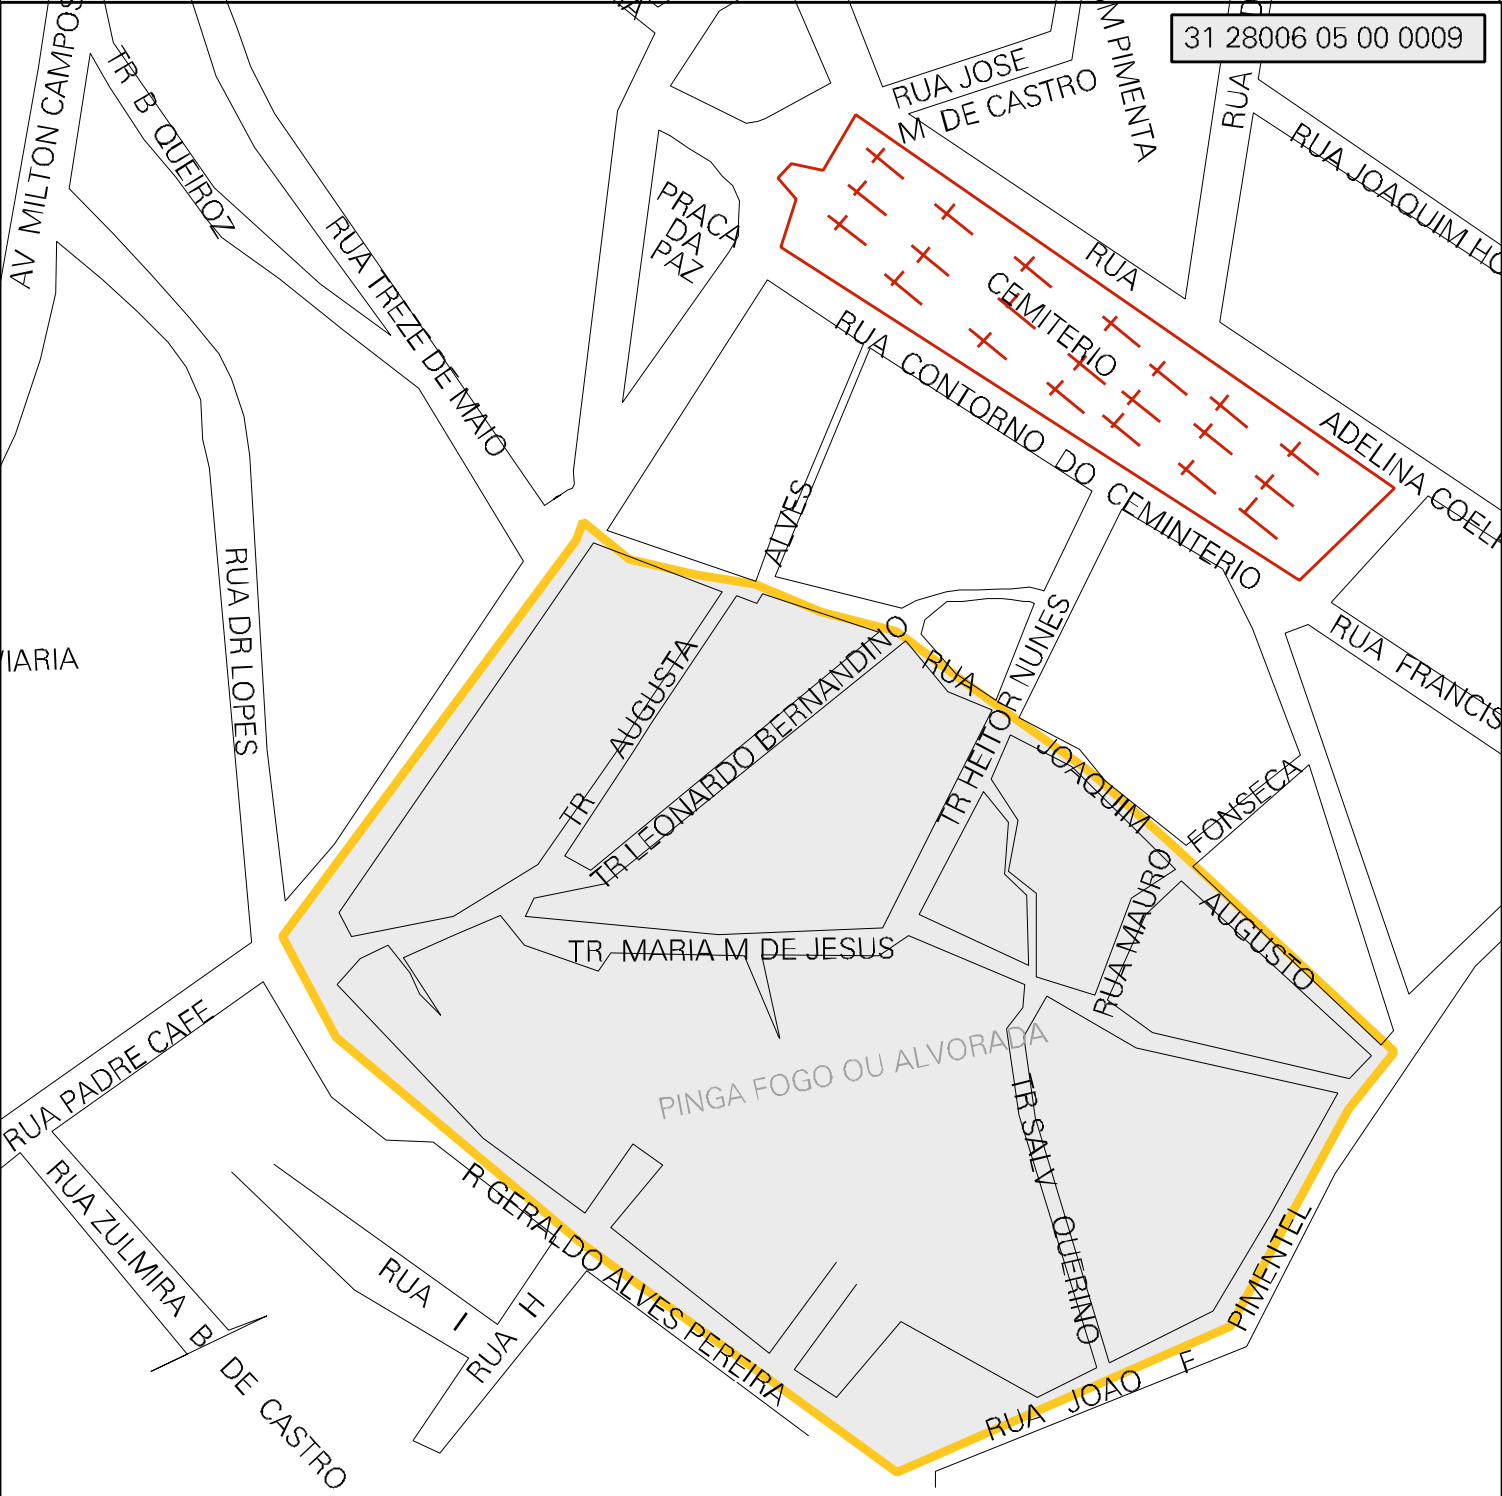 31 28006 05 00 0009
AV MILTON CAMPOS
TR B QUEIROZ
RUA TREZE DE MAIO
PRACA
DA
PAZ
RUA JOSE
M DE CASTRO
M PIMENTA
RUA
RUA JOAQUIM HO
RUA ADELINA COELH
CEMITERIO
RUA CONTORNO DO CEMINTERIO
RUA FRANCIS
ALVES
TR HEITOR NUNES
RUA DR LOPES
VIARIA
TR AUGUSTA
TR LEONARDO BERNANDINO
RUA JOAQUIM AUGUSTO
FONSECA
RUA MAURO
TR MARIA M DE JESUS
PINGA FOGO OU ALVORADA
TR SALV QUERINO
RUA PADRE CAFE
RUA ZULMIRA B DE CASTRO
R GERALDO ALVES PEREIRA
RUA I
RUA H
RUA JOAO F PIMENTEL